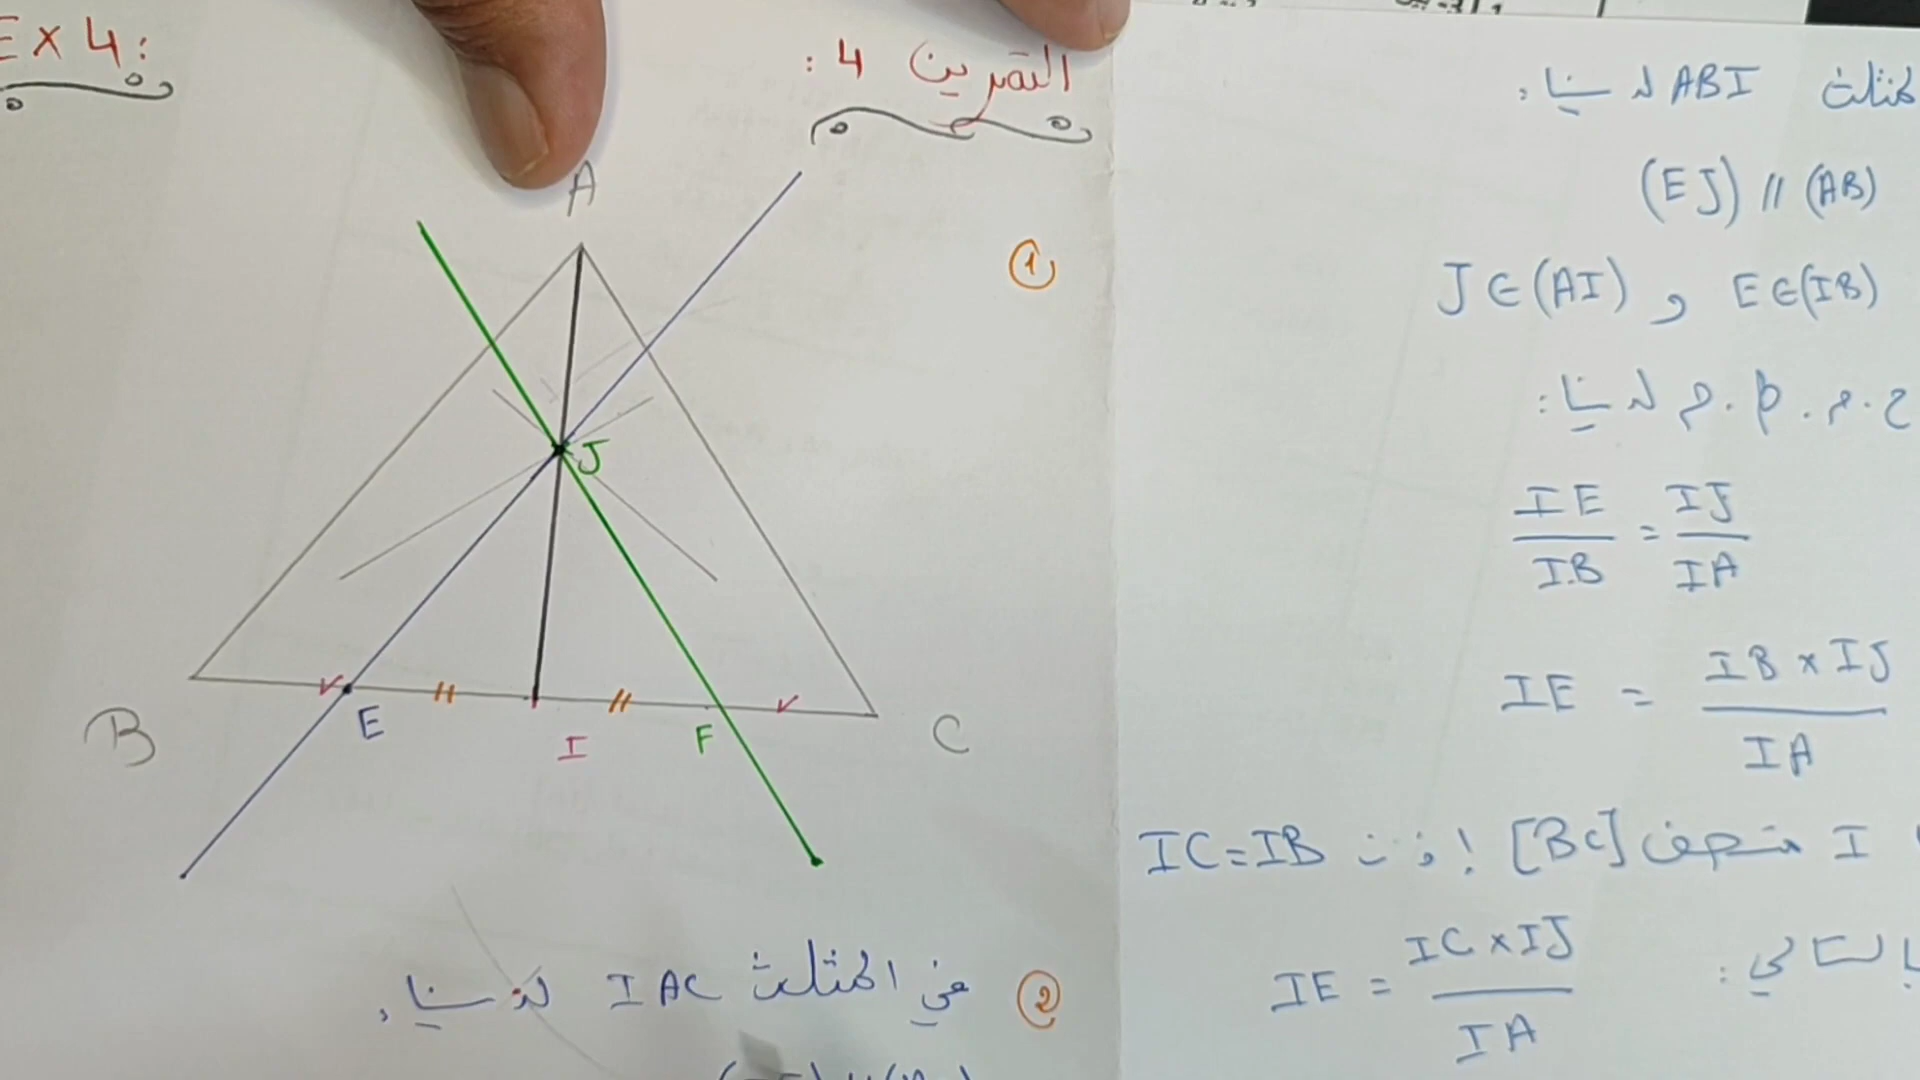 EX 4:
التمرين 4 :
A
①
J
B
E
I
F
C
② في المثلث IAC لدينا,
المثلث ABI لدينا,
(EJ) // (AB)
E∈(IB) و J∈(AI)
م.ط.م.ح لدينا:
IE/IB = IJ/IA
IE = IB × IJ / IA
I منتصف [BC] إذن IC=IB
بالتالي:
IE = IC × IJ / IA